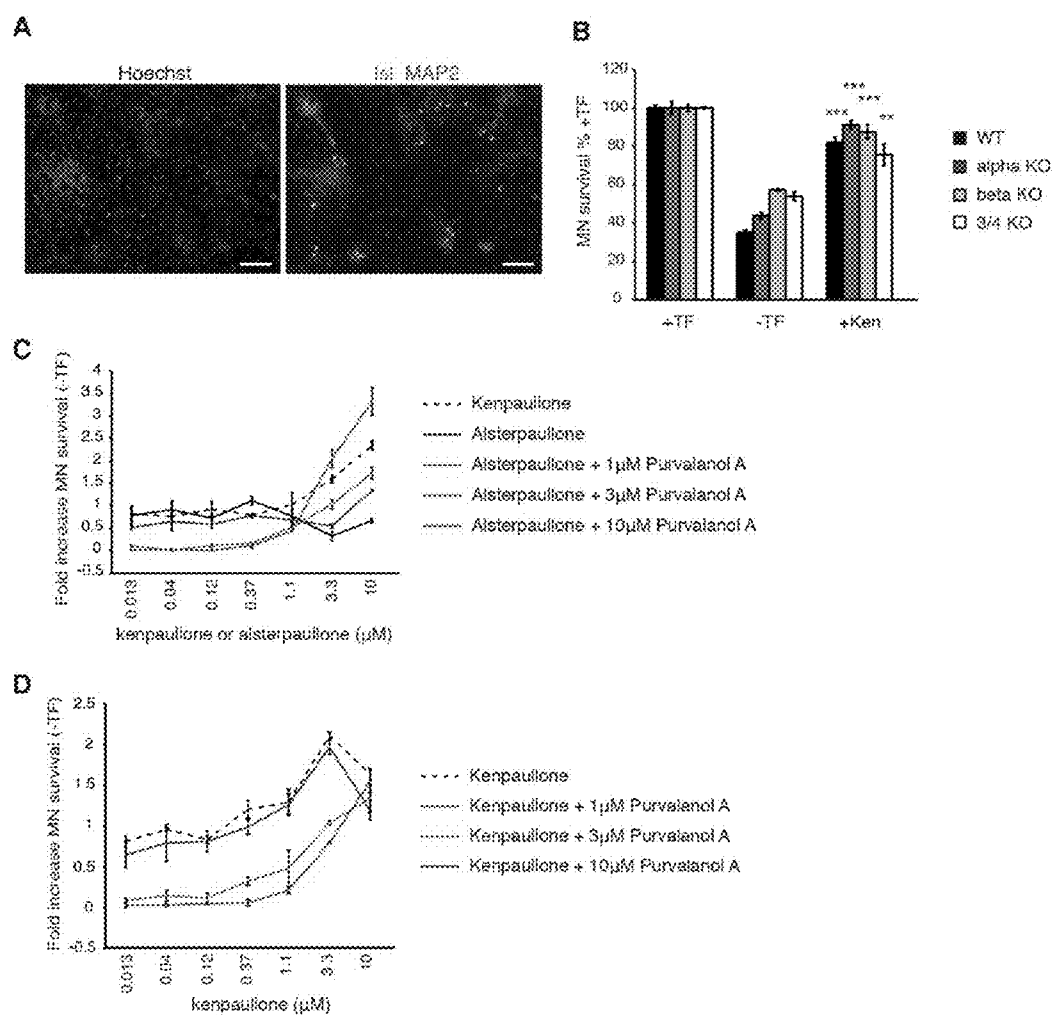 A
Hoechst
Isl MAP2
B
MN survival % +TF
120
100
80
60
40
20
0
***
***
***
**
+TF
-TF
+Ken
WT
alpha KO
beta KO
3/4 KO
C
Fold increase MN survival (-TF)
4
3.5
3
2.5
2
1.5
1
0.5
0
-0.5
0.013
0.04
0.12
0.37
1.1
3.3
10
kenpaullone or alsterpaullone (µM)
Kenpaullone
Alsterpaullone
Alsterpaullone + 1µM Purvalanol A
Alsterpaullone + 3µM Purvalanol A
Alsterpaullone + 10µM Purvalanol A
D
Fold increase MN survival (-TF)
2.5
2
1.5
1
0.5
0
-0.5
0.013
0.04
0.12
0.37
1.1
3.3
10
kenpaullone (µM)
Kenpaullone
Kenpaullone + 1µM Purvalanol A
Kenpaullone + 3µM Purvalanol A
Kenpaullone + 10µM Purvalanol A